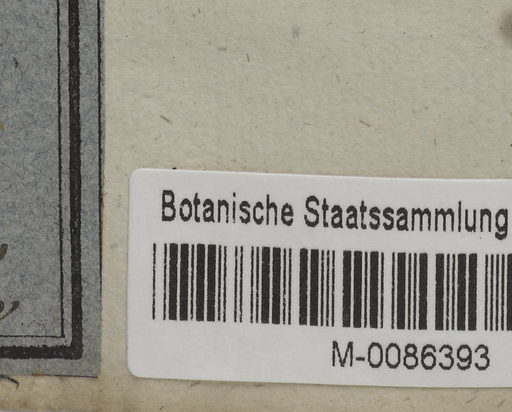 Botanische Staatssammlung
M-0086393